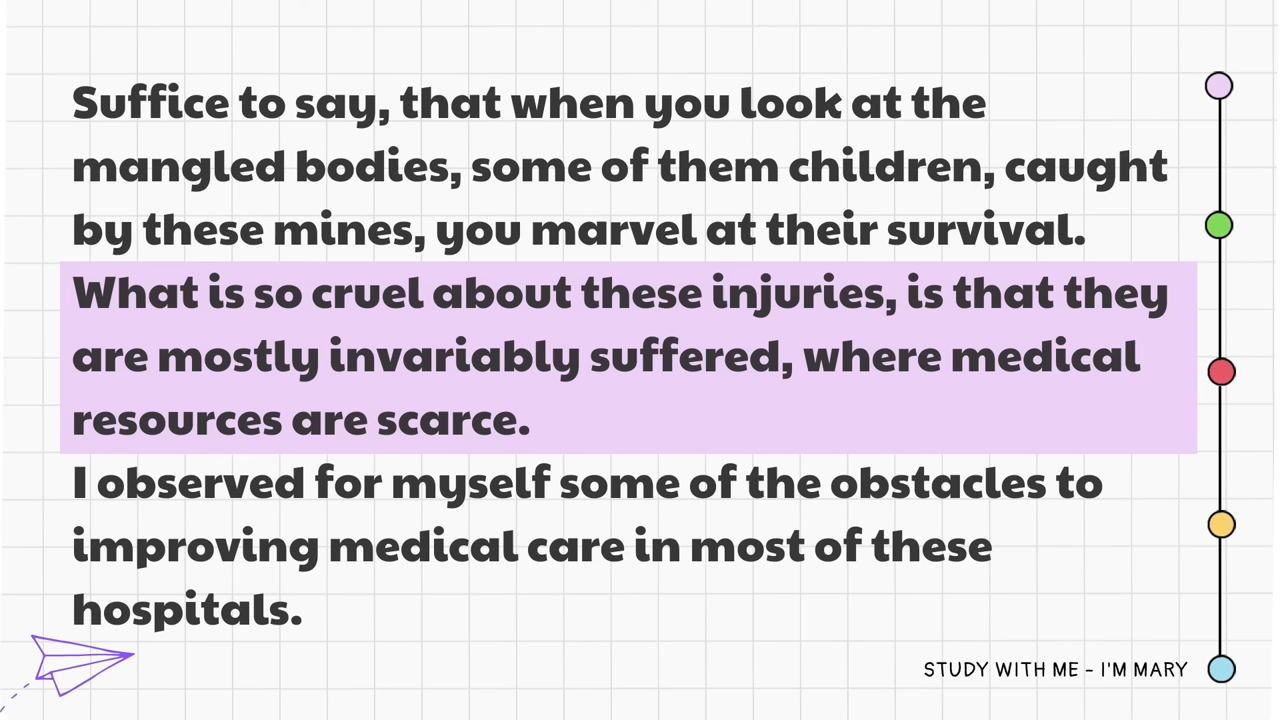 Suffice to say, that when you look at the
mangled bodies, some of them children, caught
by these mines, you marvel at their survival.
What is so cruel about these injuries, is that they
are mostly invariably suffered, where medical
resources are scarce.
I observed for myself some of the obstacles to
improving medical care in most of these
hospitals.
STUDY WITH ME - I'M MARY